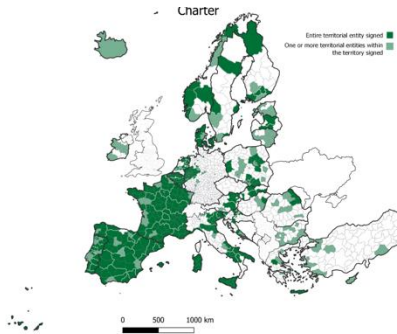 Charter
Entire territorial entity signed
One or more territorial entities within
the territory signed
0 500 1000 km